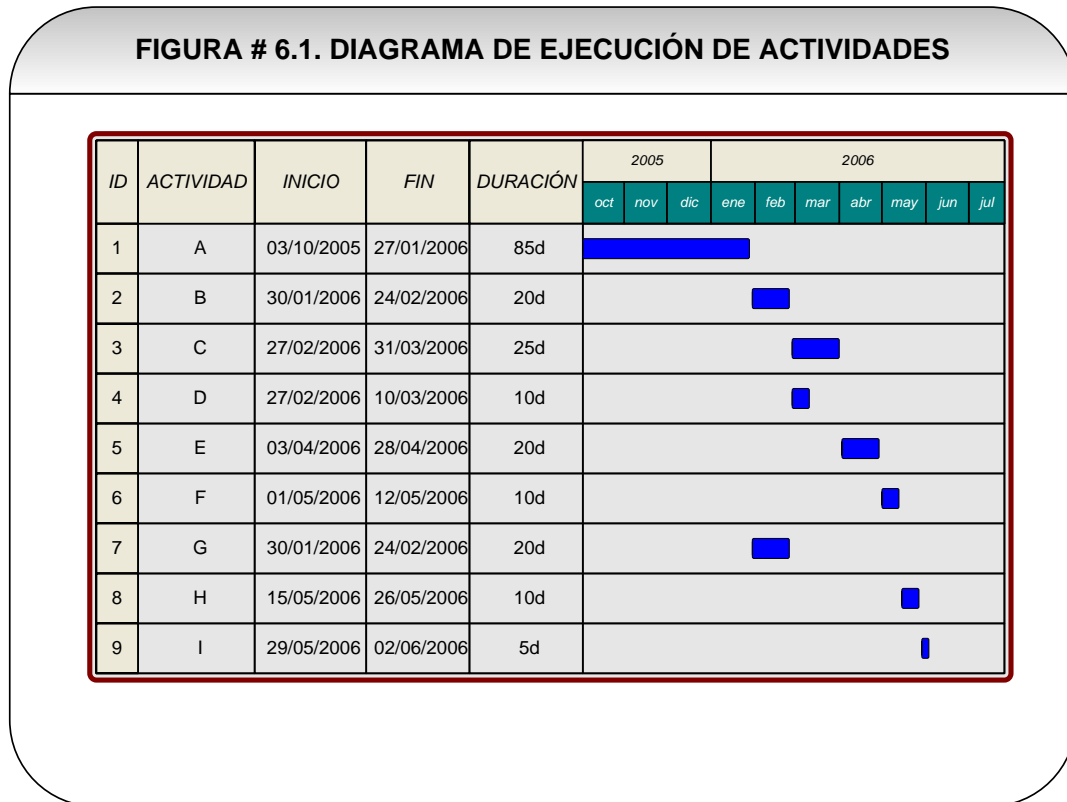 FIGURA # 6.1. DIAGRAMA DE EJECUCIÓN DE ACTIVIDADES
ID ACTIVIDAD INICIO FIN DURACIÓN 2005 2006
oct nov dic ene feb mar abr may jun jul
1 A 03/10/2005 27/01/2006 85d
2 B 30/01/2006 24/02/2006 20d
3 C 27/02/2006 31/03/2006 25d
4 D 27/02/2006 10/03/2006 10d
5 E 03/04/2006 28/04/2006 20d
6 F 01/05/2006 12/05/2006 10d
7 G 30/01/2006 24/02/2006 20d
8 H 15/05/2006 26/05/2006 10d
9 I 29/05/2006 02/06/2006 5d